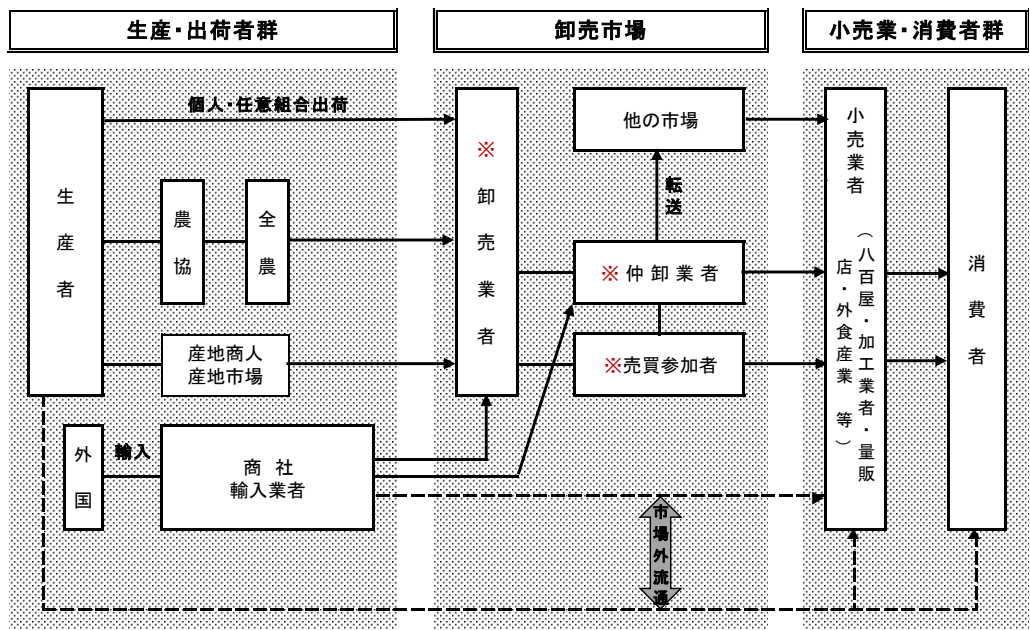 生産・出荷者群
卸売市場
小売業・消費者群
個人・任意組合出荷
生産者
農協
全農
産地商人
産地市場
外国
輸入
商社
輸入業者
※卸売業者
他の市場
転送
※仲卸業者
※売買参加者
市場外流通
小売業者
（八百屋・加工業者・量販
店・外食産業 等）
消費者